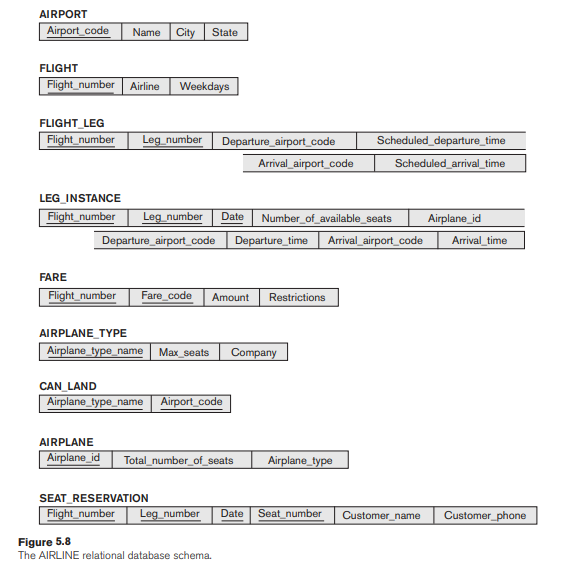 AIRPORT
Airport_code Name City State
FLIGHT
Flight_number Airline Weekdays
FLIGHT_LEG
Flight_number Leg_number Departure_airport_code Scheduled_departure_time
Arrival_airport_code Scheduled_arrival_time
LEG_INSTANCE
Flight_number Leg_number Date Number_of_available_seats Airplane_id
Departure_airport_code Departure_time Arrival_airport_code Arrival_time
FARE
Flight_number Fare_code Amount Restrictions
AIRPLANE_TYPE
Airplane_type_name Max_seats Company
CAN_LAND
Airplane_type_name Airport_code
AIRPLANE
Airplane_id Total_number_of_seats Airplane_type
SEAT_RESERVATION
Flight_number Leg_number Date Seat_number Customer_name Customer_phone
Figure 5.8
The AIRLINE relational database schema.